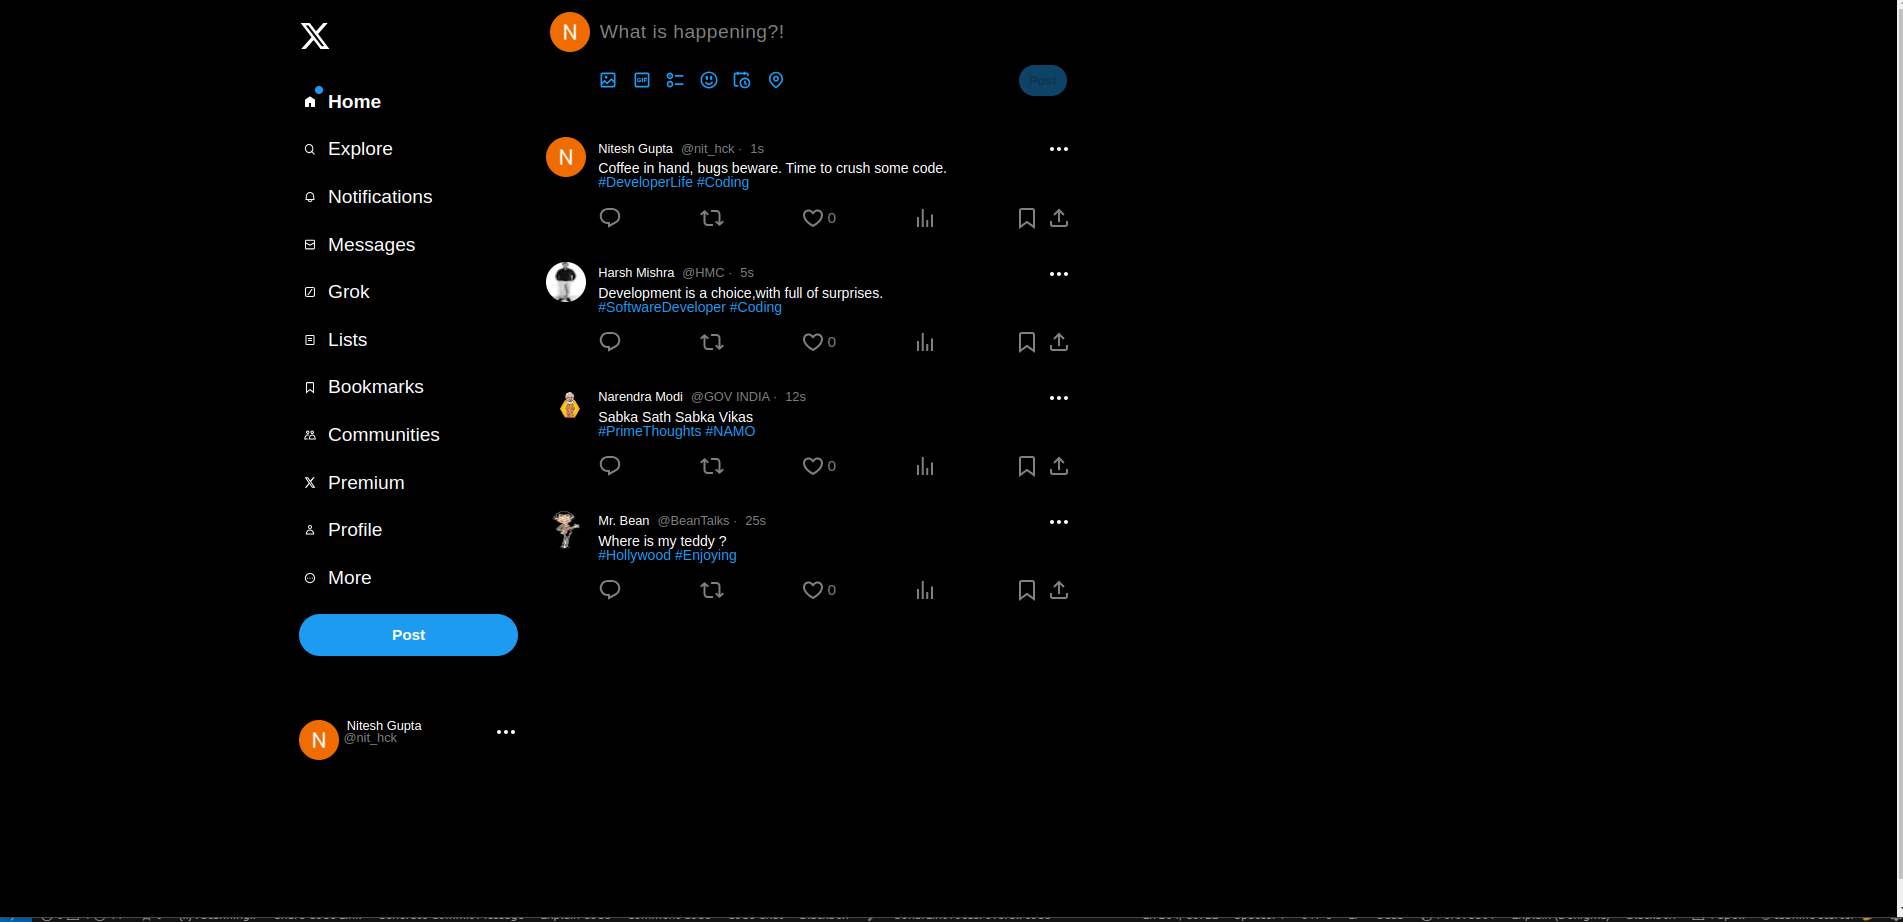 Home
Explore
Notifications
Messages
Grok
Lists
Bookmarks
Communities
Premium
Profile
More
Post
Nitesh Gupta
@nit_hck
N
N What is happening?!
GIF
Post
N
Nitesh Gupta @nit_hck · 1s
Coffee in hand, bugs beware. Time to crush some code.
#DeveloperLife #Coding
0
Harsh Mishra @HMC · 5s
Development is a choice,with full of surprises.
#SoftwareDeveloper #Coding
0
Narendra Modi @GOV INDIA · 12s
Sabka Sath Sabka Vikas
#PrimeThoughts #NAMO
0
Mr. Bean @BeanTalks · 25s
Where is my teddy ?
#Hollywood #Enjoying
0